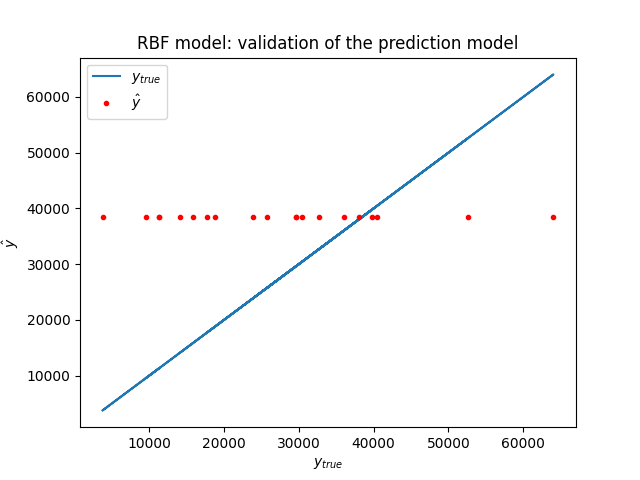 RBF model: validation of the prediction model
y_true
ŷ
60000
50000
40000
30000
20000
10000
ŷ
10000 20000 30000 40000 50000 60000
y_true